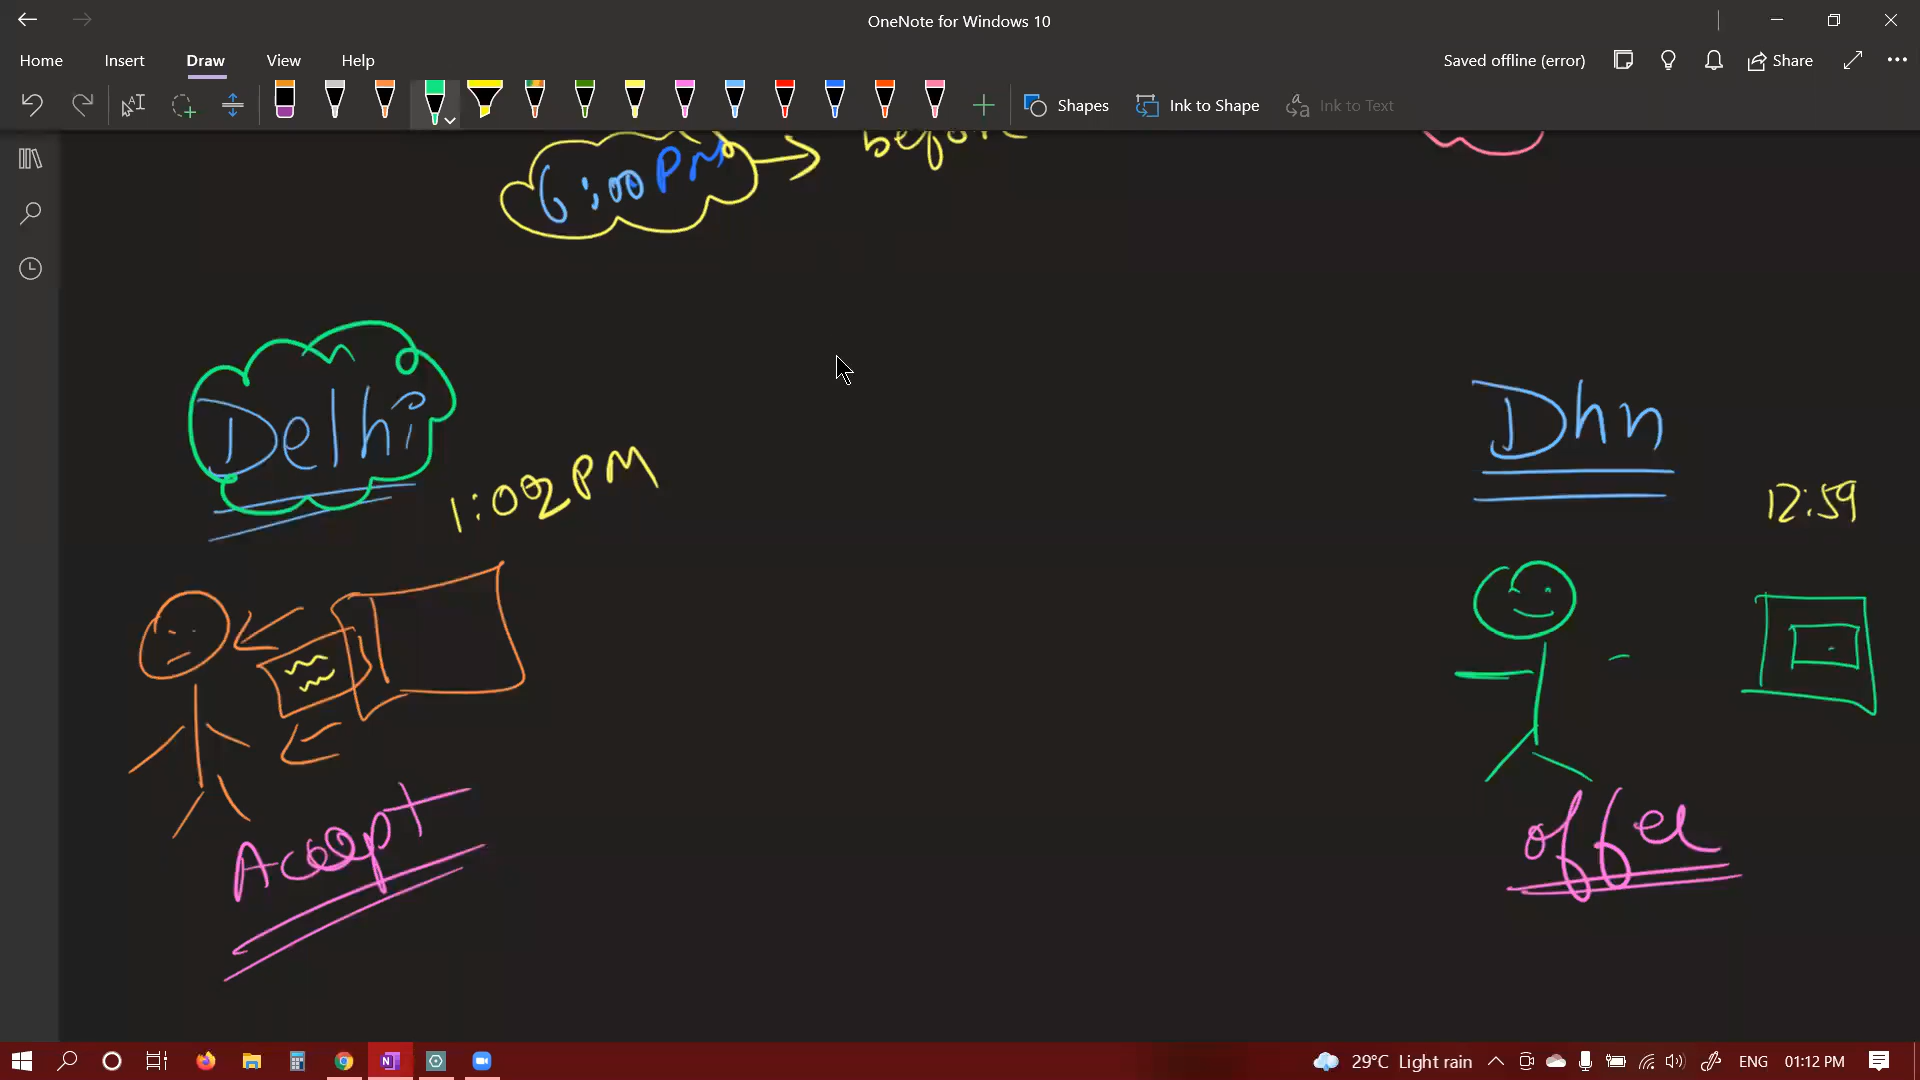 OneNote for Windows 10
Home Insert Draw View Help
Saved offline (error) Share
Shapes Ink to Shape Ink to Text
before
6:00 PM
Delhi
Dhn
1:02 PM
12:59
Accept
offer
29°C Light rain ENG 01:12 PM